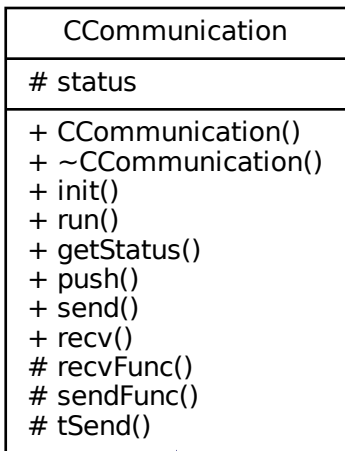 CCommunication
# status
+ CCommunication()
+ ~CCommunication()
+ init()
+ run()
+ getStatus()
+ push()
+ send()
+ recv()
# recvFunc()
# sendFunc()
# tSend()